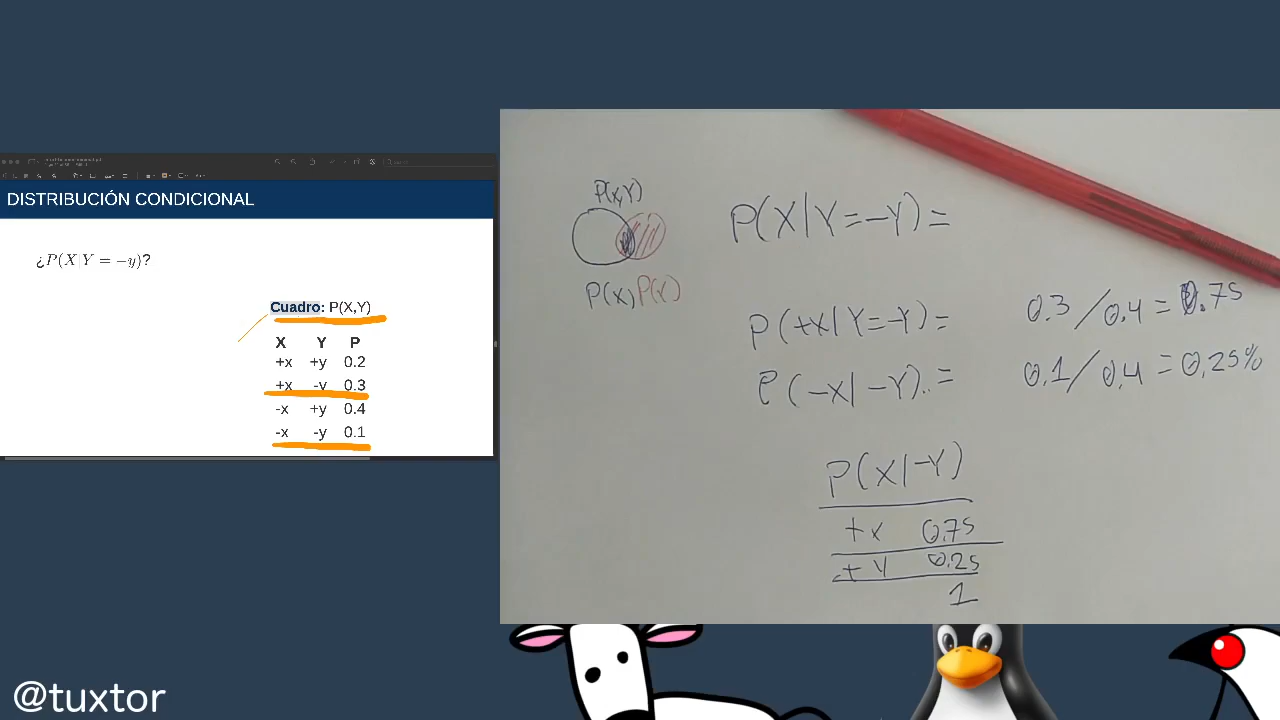 DISTRIBUCIÓN CONDICIONAL
¿P(X|Y = −y)?
Cuadro: P(X,Y)
X Y P
+x +y 0.2
+x -y 0.3
-x +y 0.4
-x -y 0.1
P(X,Y)
P(X) P(Y)
P(X|Y=-Y)=
P(+X|Y=-Y)= 0.3/0.4=0.75
P(-X|-Y).= 0.1/0.4=0.25%
P(X|-Y)
+x 0.75
+y 0.25
1
@tuxtor